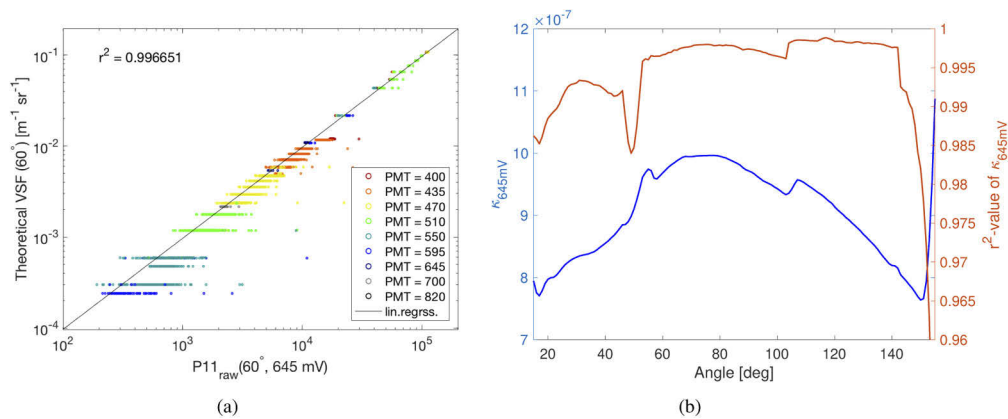 r² = 0.996651
Theoretical VSF (60°) [m⁻¹ sr⁻¹]
10⁻¹
10⁻²
10⁻³
10⁻⁴
PMT = 400
PMT = 435
PMT = 470
PMT = 510
PMT = 550
PMT = 595
PMT = 645
PMT = 700
PMT = 820
lin.regrss.
10² 10³ 10⁴ 10⁵
P11raw(60°, 645 mV)
(a)
×10⁻⁷
12
11
10
9
8
7
κ645mV
20 40 60 80 100 120 140
Angle [deg]
1
0.995
0.99
0.985
0.98
0.975
0.97
0.965
0.96
r²-value of κ645mV
(b)